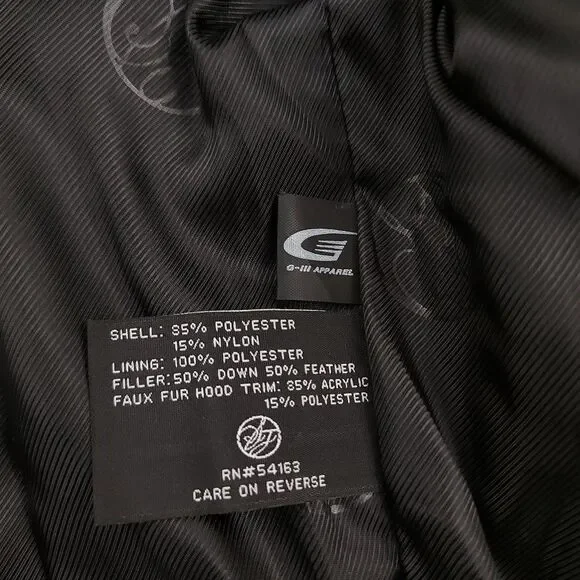 G-III APPAREL
SHELL: 85% POLYESTER
15% NYLON
LINING: 100% POLYESTER
FILLER: 50% DOWN 50% FEATHER
FAUX FUR HOOD TRIM: 85% ACRYLIC
15% POLYESTER
RN#54163
CARE ON REVERSE